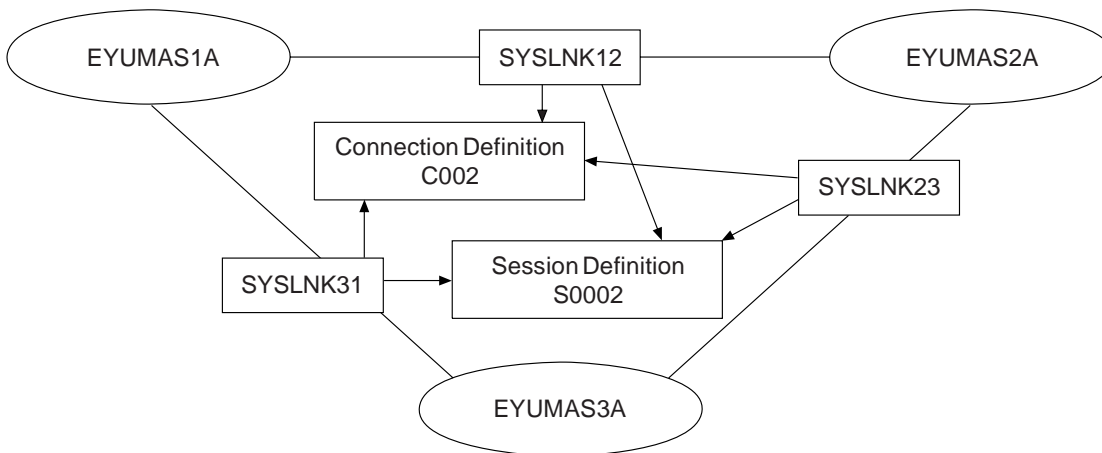 EYUMAS1A
SYSLNK12
EYUMAS2A
Connection Definition
C002
SYSLNK23
Session Definition
S0002
SYSLNK31
EYUMAS3A